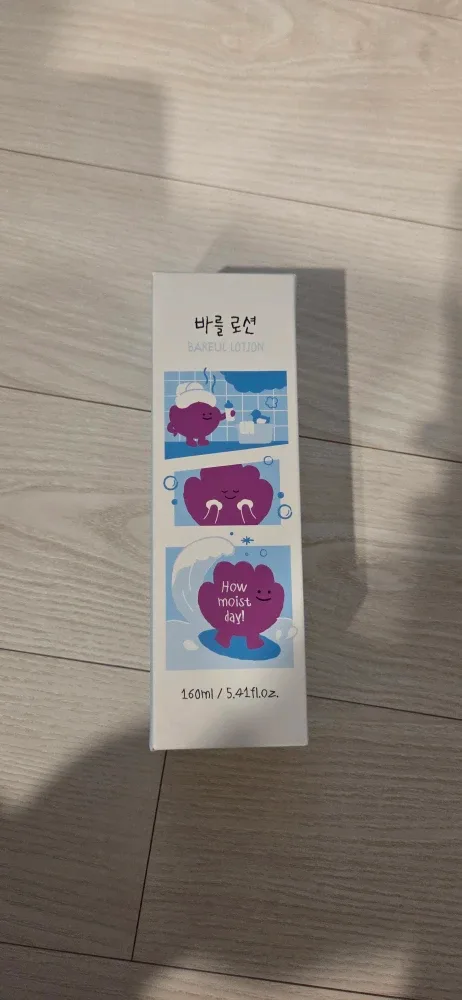 바를 로션
BAREUL LOTION
How
moist
day!
160ml / 5.41fl.oz.